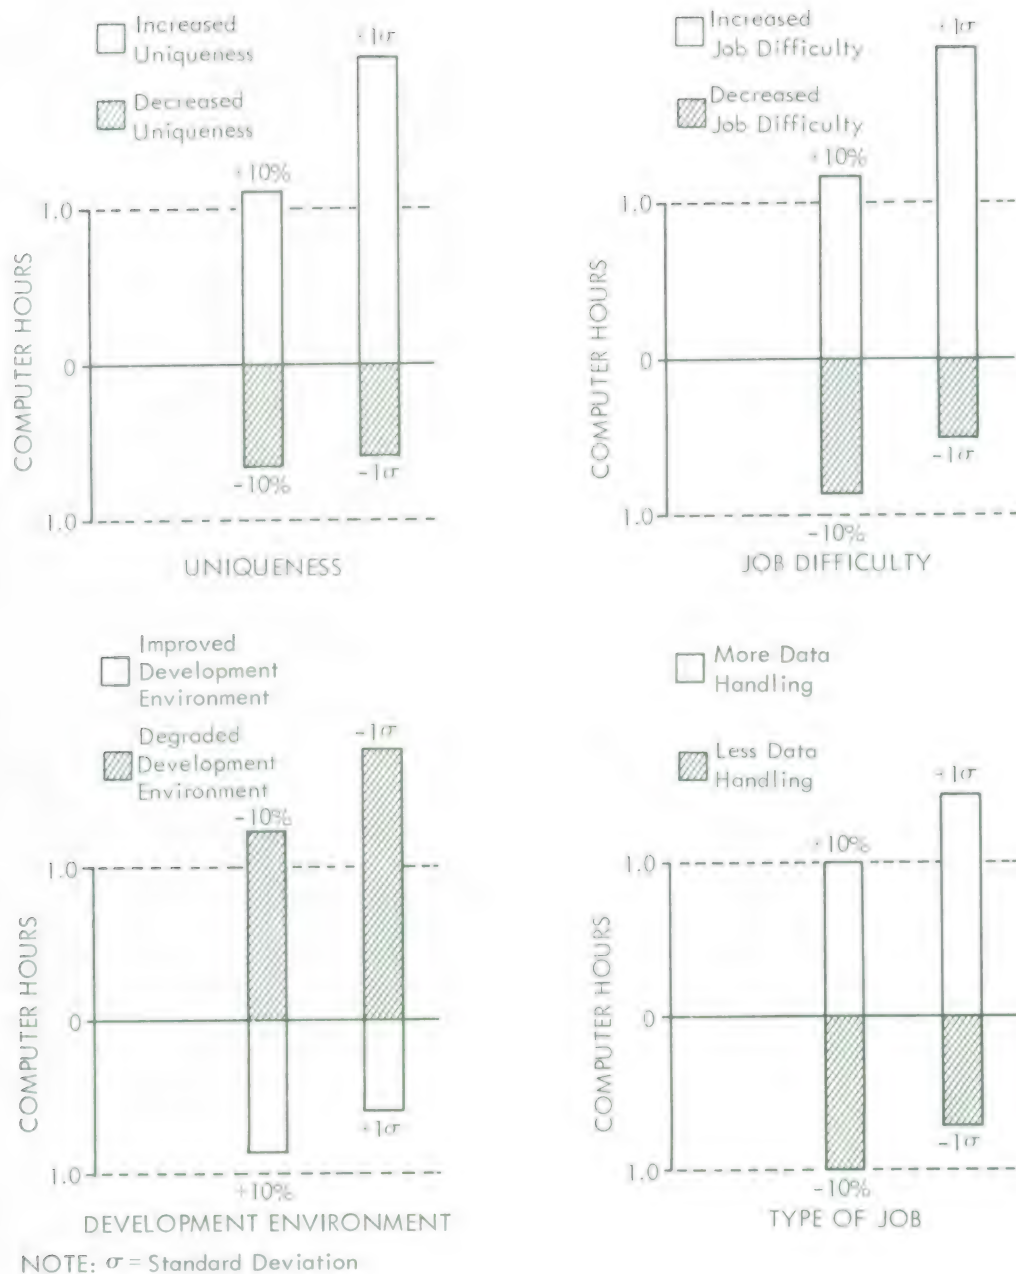 Increased
Uniqueness
Decreased
Uniqueness
+1σ
+10%
1.0
0
1.0
-10%
-1σ
COMPUTER HOURS
UNIQUENESS
Increased
Job Difficulty
Decreased
Job Difficulty
+1σ
+10%
1.0
0
1.0
-1σ
-10%
COMPUTER HOURS
JOB DIFFICULTY
Improved
Development
Environment
Degraded
Development
Environment
-1σ
-10%
1.0
0
1.0
+1σ
+10%
COMPUTER HOURS
DEVELOPMENT ENVIRONMENT
More Data
Handling
Less Data
Handling
+1σ
+10%
1.0
0
1.0
-1σ
-10%
COMPUTER HOURS
TYPE OF JOB
NOTE: σ = Standard Deviation